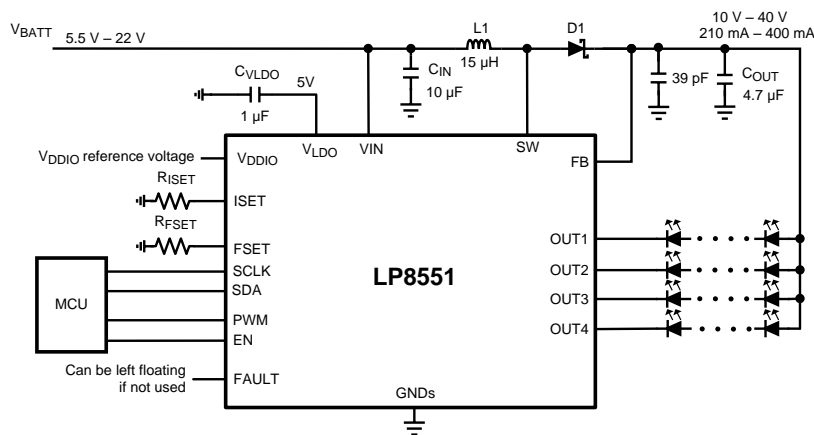 VBATT
5.5 V – 22 V
L1
15 µH
D1
10 V – 40 V
210 mA – 400 mA
CIN
10 µF
39 pF
COUT
4.7 µF
CVLDO
1 µF
5V
VDDIO reference voltage
VDDIO
VLDO
VIN
SW
FB
RISET
ISET
RFSET
FSET
MCU
SCLK
SDA
PWM
EN
Can be left floating
if not used
FAULT
LP8551
OUT1
OUT2
OUT3
OUT4
GNDs